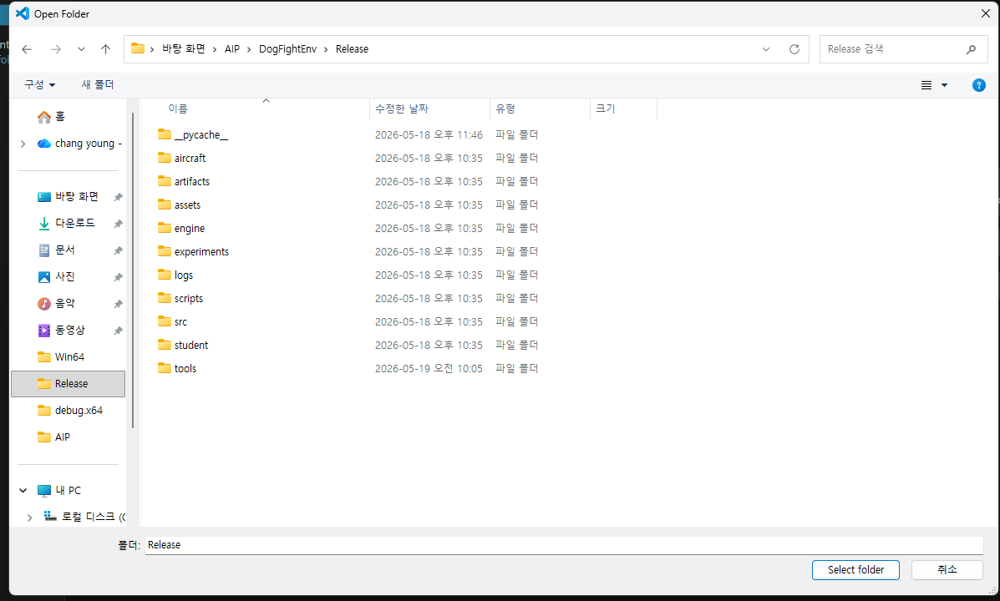 Open Folder
nt
fol
바탕 화면 > AIP > DogFightEnv > Release
Release 검색
구성
새 폴더
이름 수정한 날짜 유형 크기
홈
chang young -
바탕 화면
다운로드
문서
사진
음악
동영상
Win64
Release
debug.x64
AIP
내 PC
로컬 디스크 (C
__pycache__ 2026-05-18 오후 11:46 파일 폴더
aircraft 2026-05-18 오후 10:35 파일 폴더
artifacts 2026-05-18 오후 10:35 파일 폴더
assets 2026-05-18 오후 10:35 파일 폴더
engine 2026-05-18 오후 10:35 파일 폴더
experiments 2026-05-18 오후 10:35 파일 폴더
logs 2026-05-18 오후 10:35 파일 폴더
scripts 2026-05-18 오후 10:35 파일 폴더
src 2026-05-18 오후 10:35 파일 폴더
student 2026-05-18 오후 10:35 파일 폴더
tools 2026-05-19 오전 10:05 파일 폴더
폴더: Release
Select folder
취소